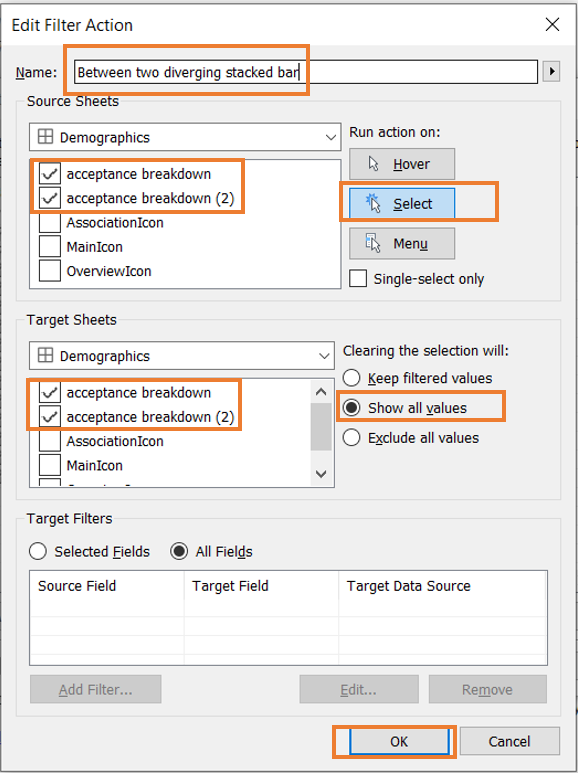 Edit Filter Action
Name: Between two diverging stacked bar
Source Sheets
Demographics
acceptance breakdown
acceptance breakdown (2)
AssociationIcon
MainIcon
OverviewIcon
Run action on:
Hover
Select
Menu
Single-select only
Target Sheets
Demographics
acceptance breakdown
acceptance breakdown (2)
AssociationIcon
MainIcon
Clearing the selection will:
Keep filtered values
Show all values
Exclude all values
Target Filters
Selected Fields All Fields
Source Field Target Field Target Data Source
Add Filter... Edit... Remove
OK Cancel